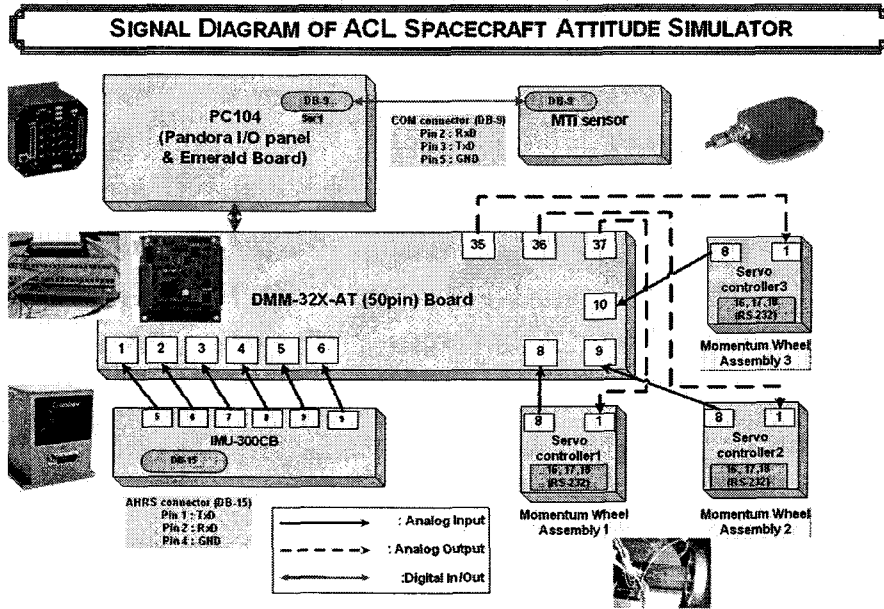 SIGNAL DIAGRAM OF ACL SPACECRAFT ATTITUDE SIMULATOR
DB-9
PC104
(Pandora I/O panel
& Emerald Board)
COM connector (DB-9)
Pin 2 : RxD
Pin 3 : TxD
Pin 5 : GND
DB-9
MTi sensor
35
36
37
DMM-32X-AT (50pin) Board
10
1
2
3
4
5
6
8
9
8
1
Servo
controller3
16, 17, 18
(RS-232)
Momentum Wheel
Assembly 3
5
6
7
8
9
IMU-300CB
DB-15
AHRS connector (DB-15)
Pin 1 : TxD
Pin 2 : RxD
Pin 4 : GND
8
1
Servo
controller1
16, 17, 18
(RS-232)
Momentum Wheel
Assembly 1
8
1
Servo
controller2
16, 17, 18
(RS-232)
Momentum Wheel
Assembly 2
: Analog Input
: Analog Output
:Digital In/Out